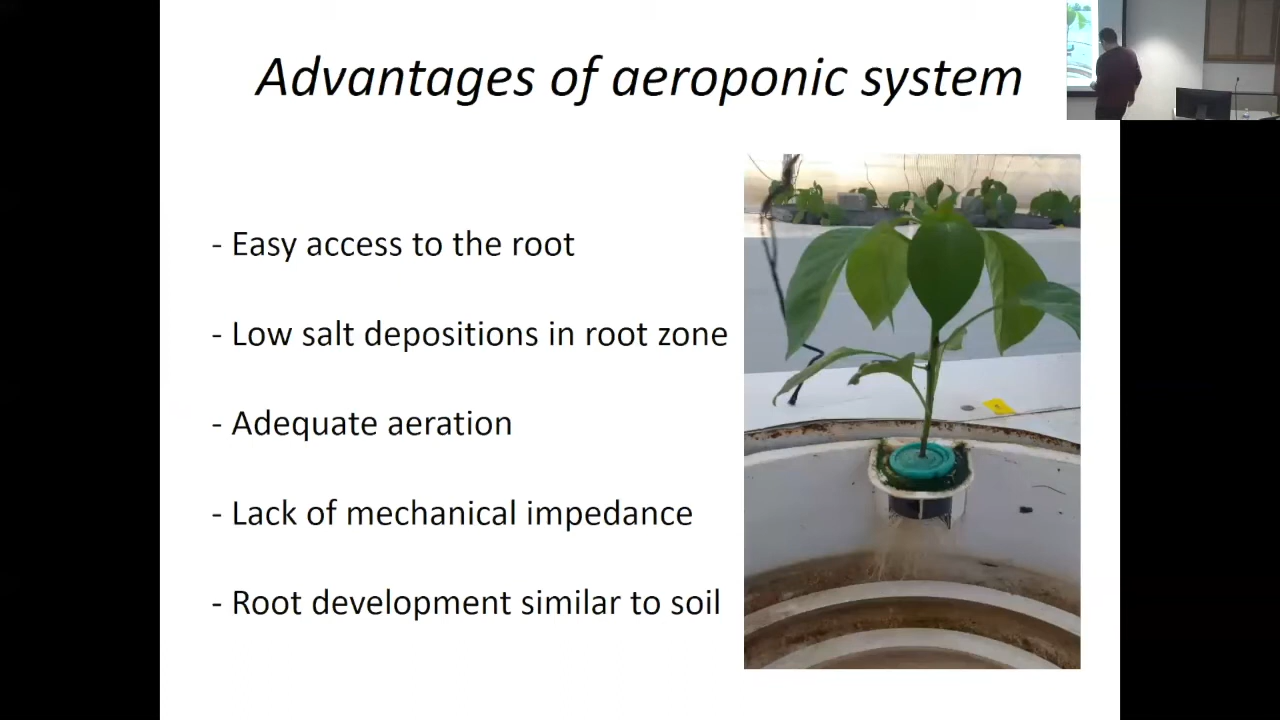 Advantages of aeroponic system
- Easy access to the root
- Low salt depositions in root zone
- Adequate aeration
- Lack of mechanical impedance
- Root development similar to soil